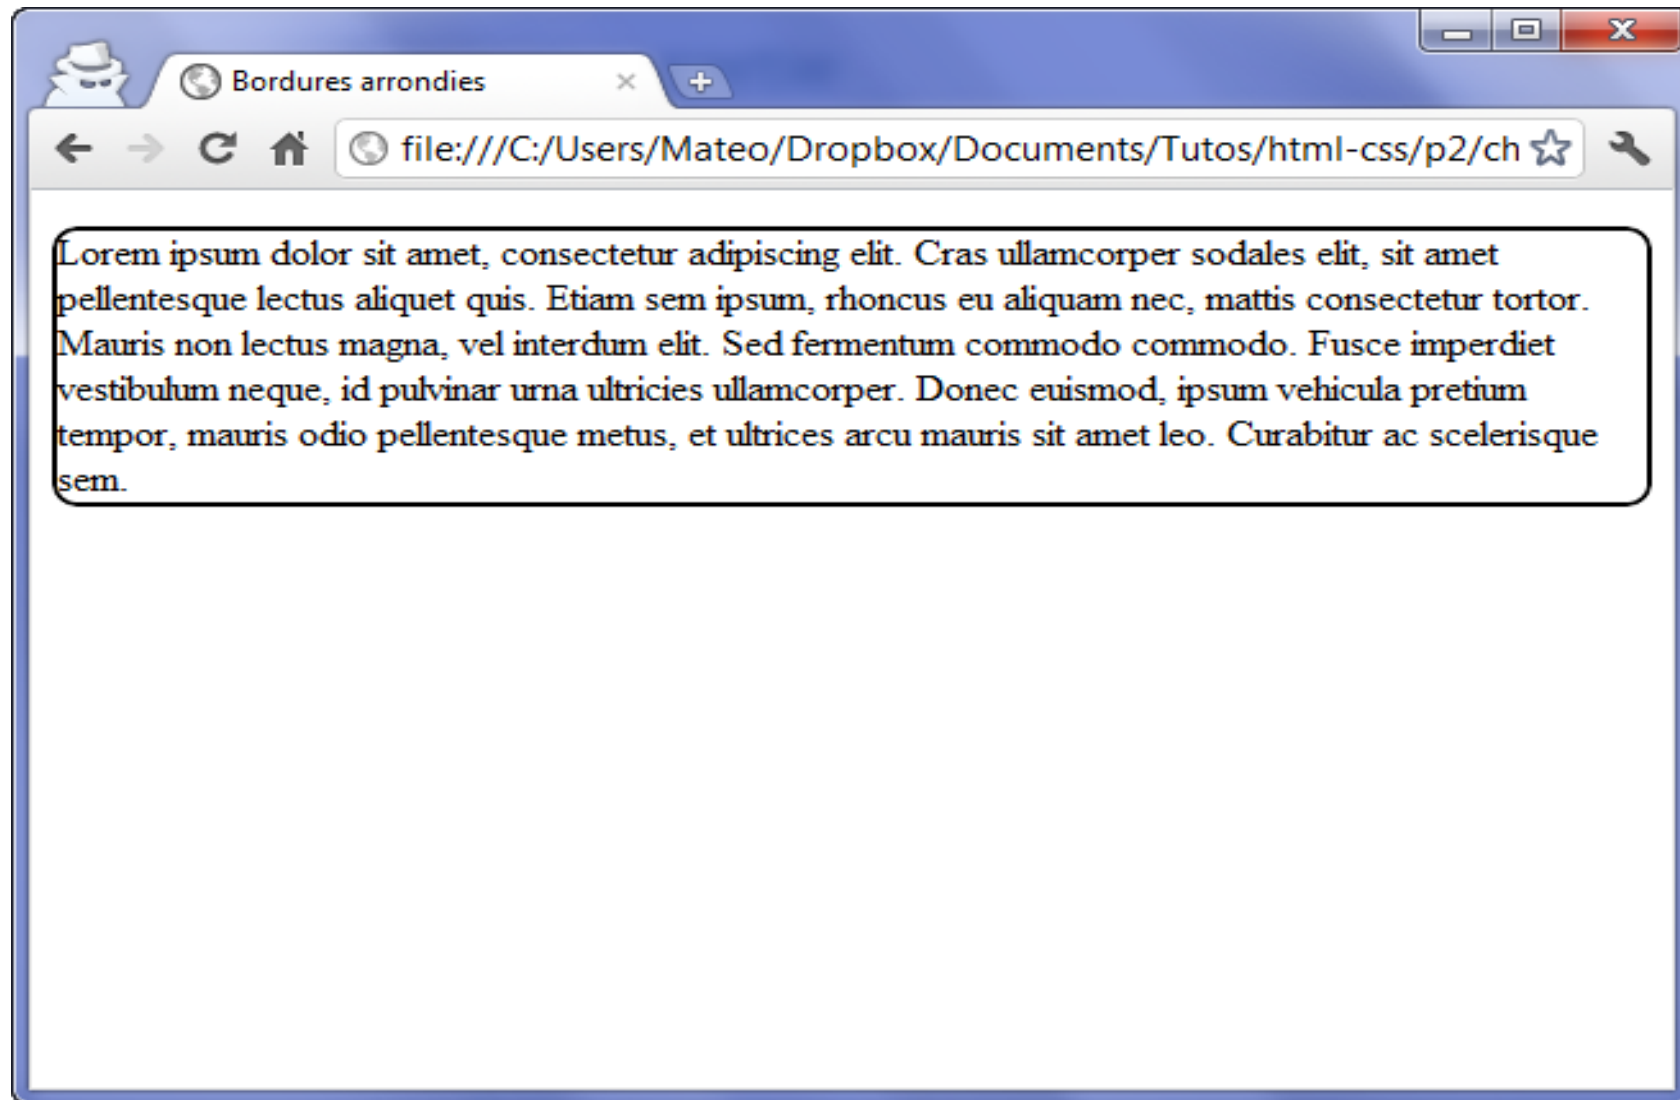 Bordures arrondies
file:///C:/Users/Mateo/Dropbox/Documents/Tutos/html-css/p2/ch
Lorem ipsum dolor sit amet, consectetur adipiscing elit. Cras ullamcorper sodales elit, sit amet
pellentesque lectus aliquet quis. Etiam sem ipsum, rhoncus eu aliquam nec, mattis consectetur tortor.
Mauris non lectus magna, vel interdum elit. Sed fermentum commodo commodo. Fusce imperdiet
vestibulum neque, id pulvinar urna ultricies ullamcorper. Donec euismod, ipsum vehicula pretium
tempor, mauris odio pellentesque metus, et ultrices arcu mauris sit amet leo. Curabitur ac scelerisque
sem.